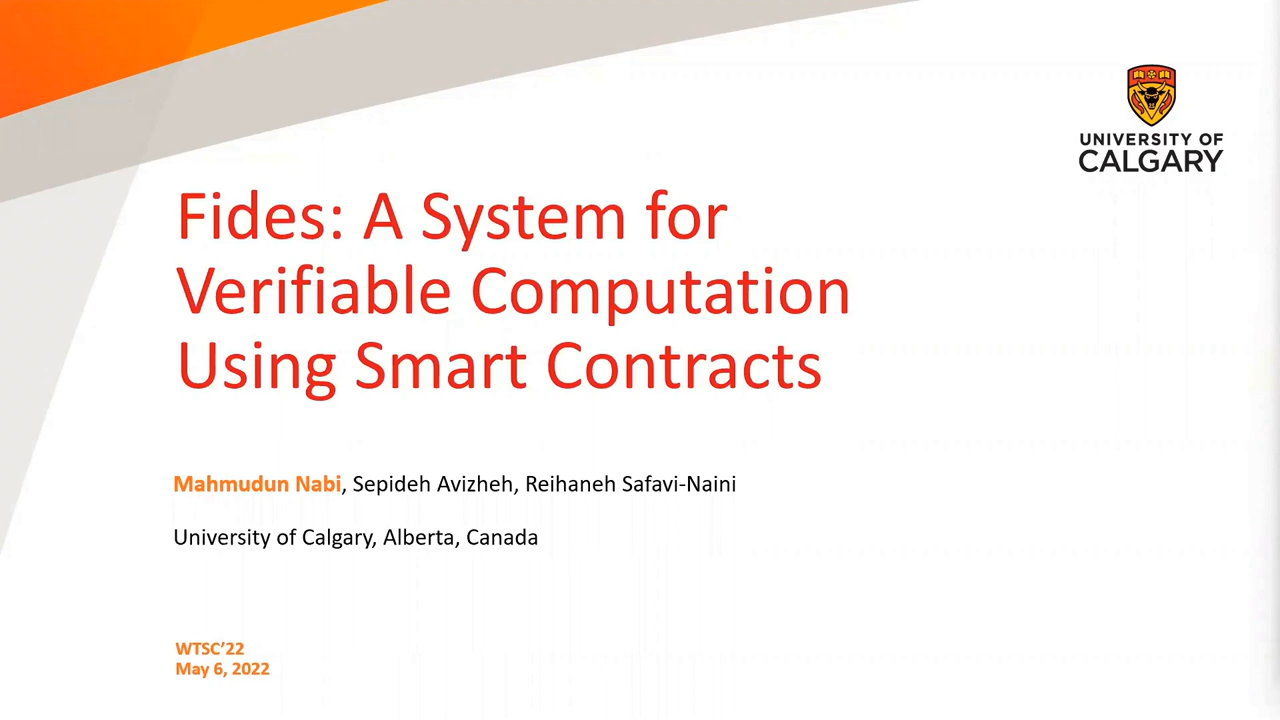 UNIVERSITY OF
CALGARY
Fides: A System for
Verifiable Computation
Using Smart Contracts
Mahmudun Nabi, Sepideh Avizheh, Reihaneh Safavi-Naini
University of Calgary, Alberta, Canada
WTSC’22
May 6, 2022